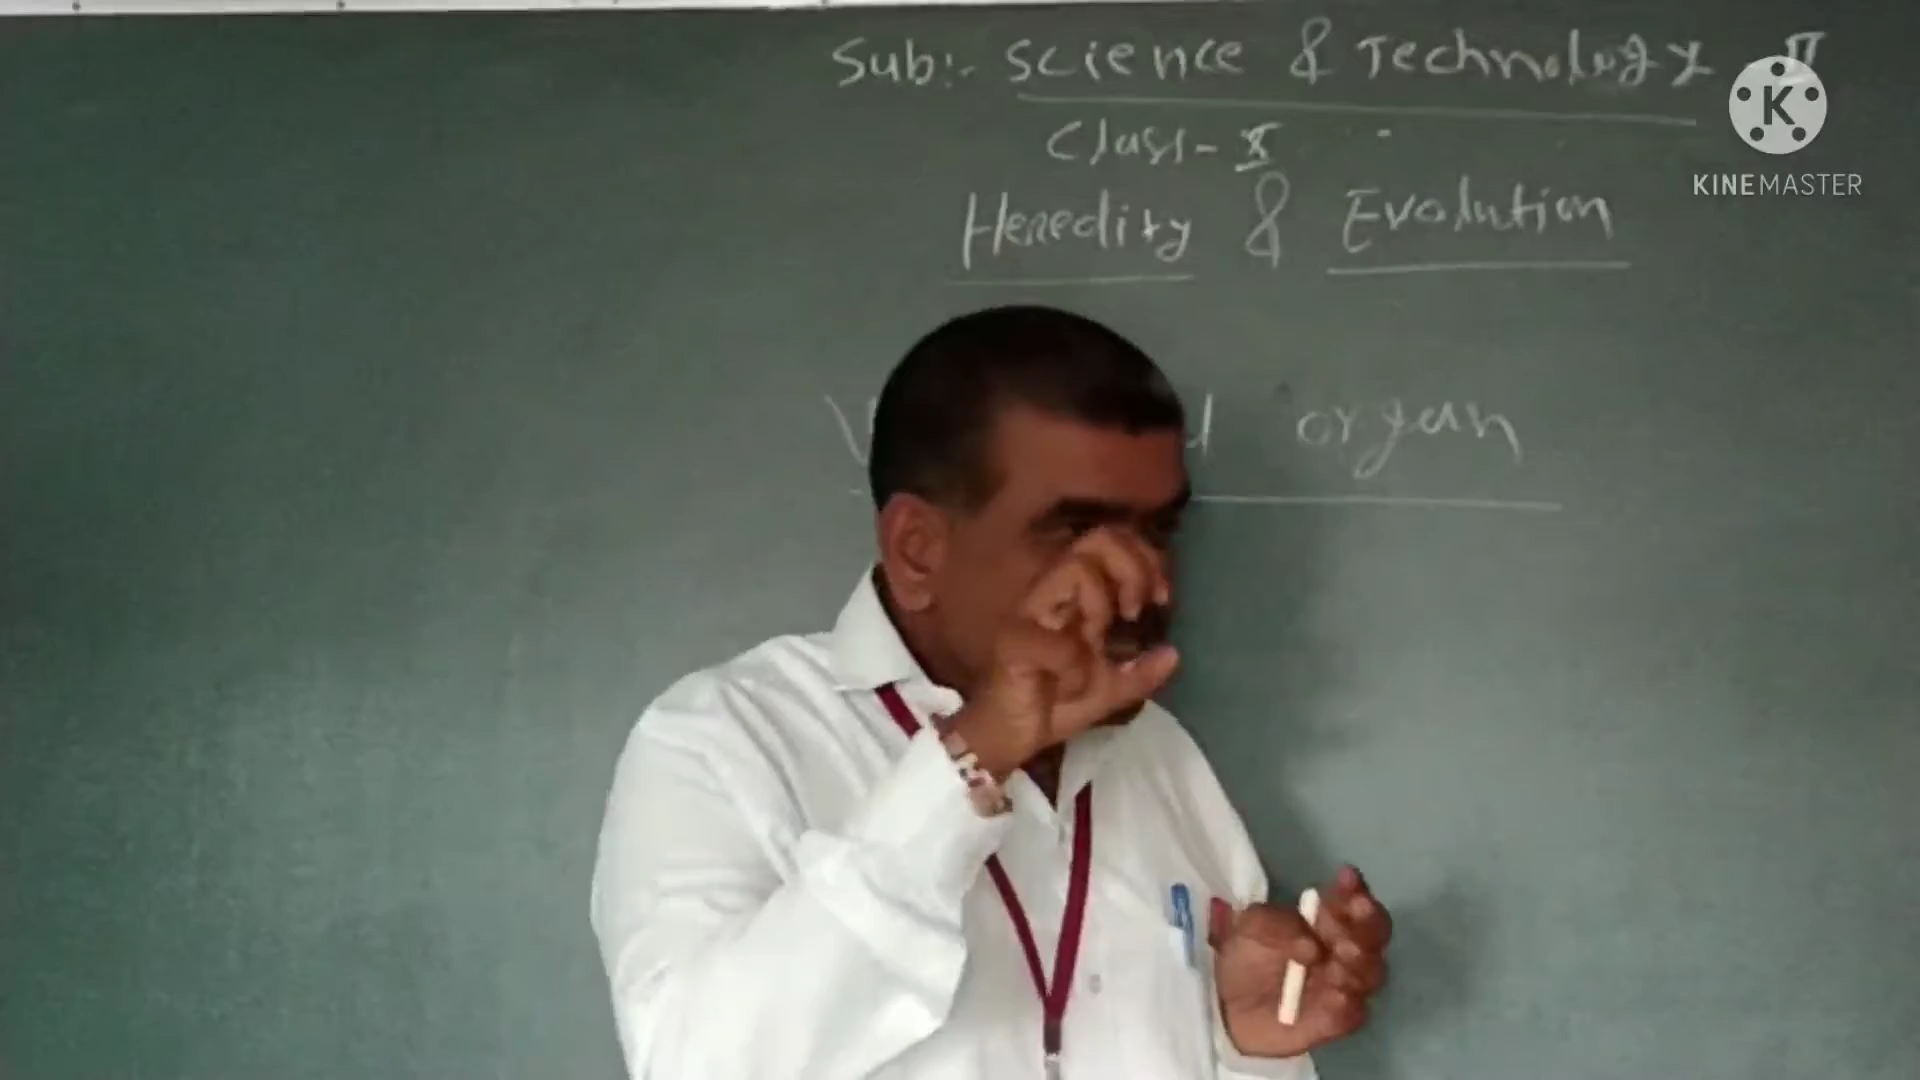 Sub:- Science & Technology II
Class - X
Heredity & Evolution
organ
KINEMASTER